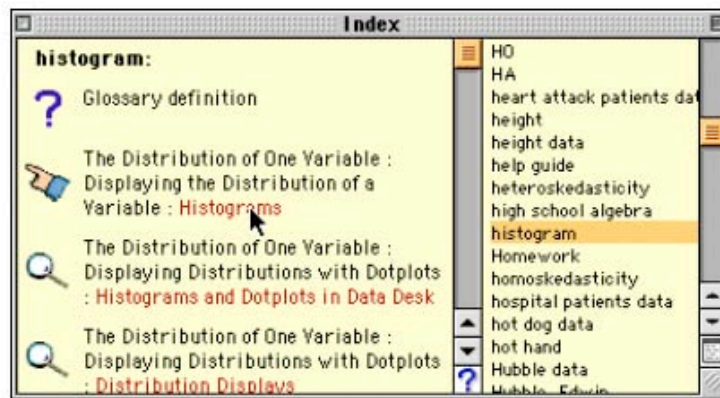 Index
histogram:
Glossary definition
The Distribution of One Variable :
Displaying the Distribution of a
Variable : Histograms
The Distribution of One Variable :
Displaying Distributions with Dotplots
: Histograms and Dotplots in Data Desk
The Distribution of One Variable :
Displaying Distributions with Dotplots
: Distribution Displays
HO
HA
heart attack patients dat
height
height data
help guide
heteroskedasticity
high school algebra
histogram
Homework
homoskedasticity
hospital patients data
hot dog data
hot hand
Hubble data
Hubble, Edwin